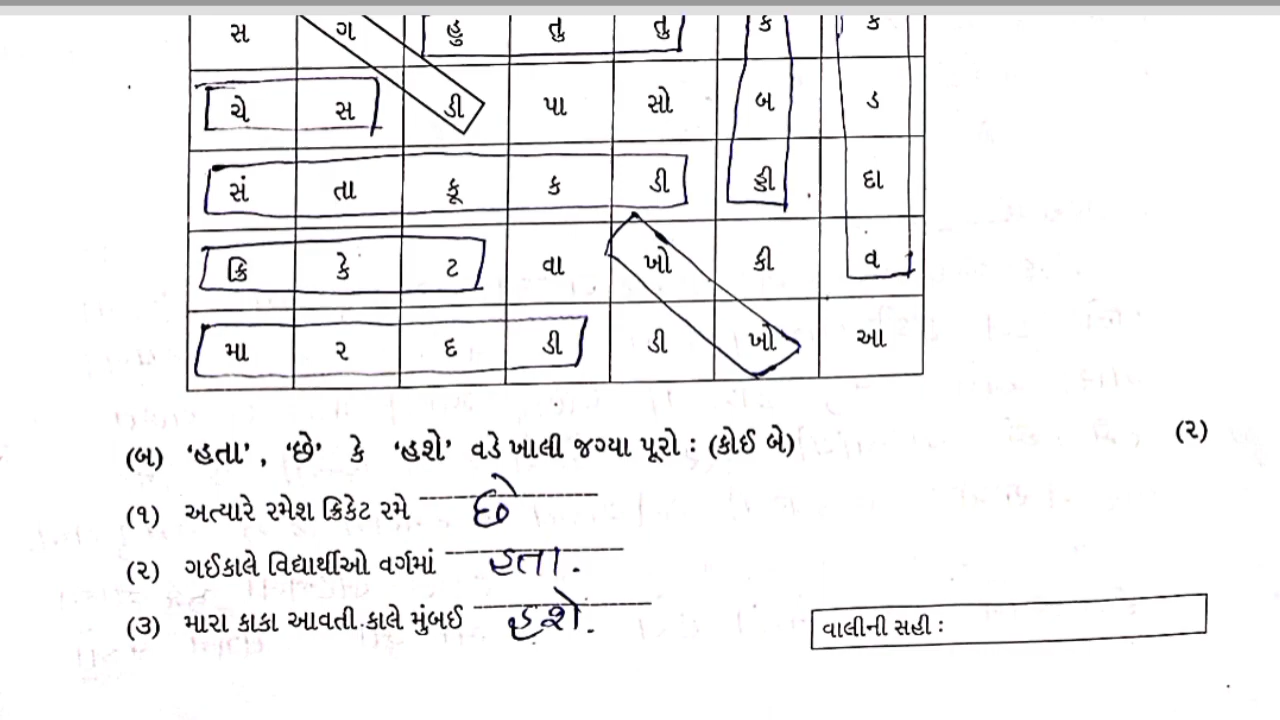 સ ગ હુ તુ તુ ક ક
ચે સ ડી પા સો બ ડ
સં તા કૂ ક ડી ડ્ડી દા
ક્રિ કે ટ વા ખો કી વ
મા ર દ ડી ડી ખો આ
(બ) ‘હતા’, ‘છે’ કે ‘હશે’ વડે ખાલી જગ્યા પૂરો : (કોઈ બે) (૨)
(૧) અત્યારે રમેશ ક્રિકેટ રમે છે
(૨) ગઈકાલે વિદ્યાર્થીઓ વર્ગમાં હતા.
(૩) મારા કાકા આવતી કાલે મુંબઈ હશે.
વાલીની સહી :